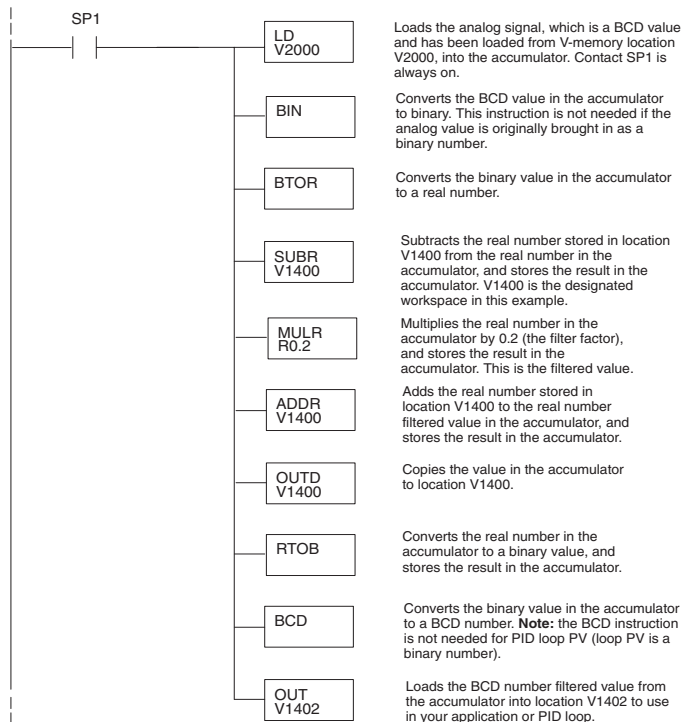 SP1
LD
V2000
Loads the analog signal, which is a BCD value
and has been loaded from V-memory location
V2000, into the accumulator. Contact SP1 is
always on.
BIN
Converts the BCD value in the accumulator
to binary. This instruction is not needed if the
analog value is originally brought in as a
binary number.
BTOR
Converts the binary value in the accumulator
to a real number.
SUBR
V1400
Subtracts the real number stored in location
V1400 from the real number in the
accumulator, and stores the result in the
accumulator. V1400 is the designated
workspace in this example.
MULR
R0.2
Multiplies the real number in the
accumulator by 0.2 (the filter factor),
and stores the result in the
accumulator. This is the filtered value.
ADDR
V1400
Adds the real number stored in
location V1400 to the real number
filtered value in the accumulator, and
stores the result in the accumulator.
OUTD
V1400
Copies the value in the accumulator
to location V1400.
RTOB
Converts the real number in the
accumulator to a binary value, and
stores the result in the accumulator.
BCD
Converts the binary value in the accumulator
to a BCD number. Note: the BCD instruction
is not needed for PID loop PV (loop PV is a
binary number).
OUT
V1402
Loads the BCD number filtered value from
the accumulator into location V1402 to use
in your application or PID loop.